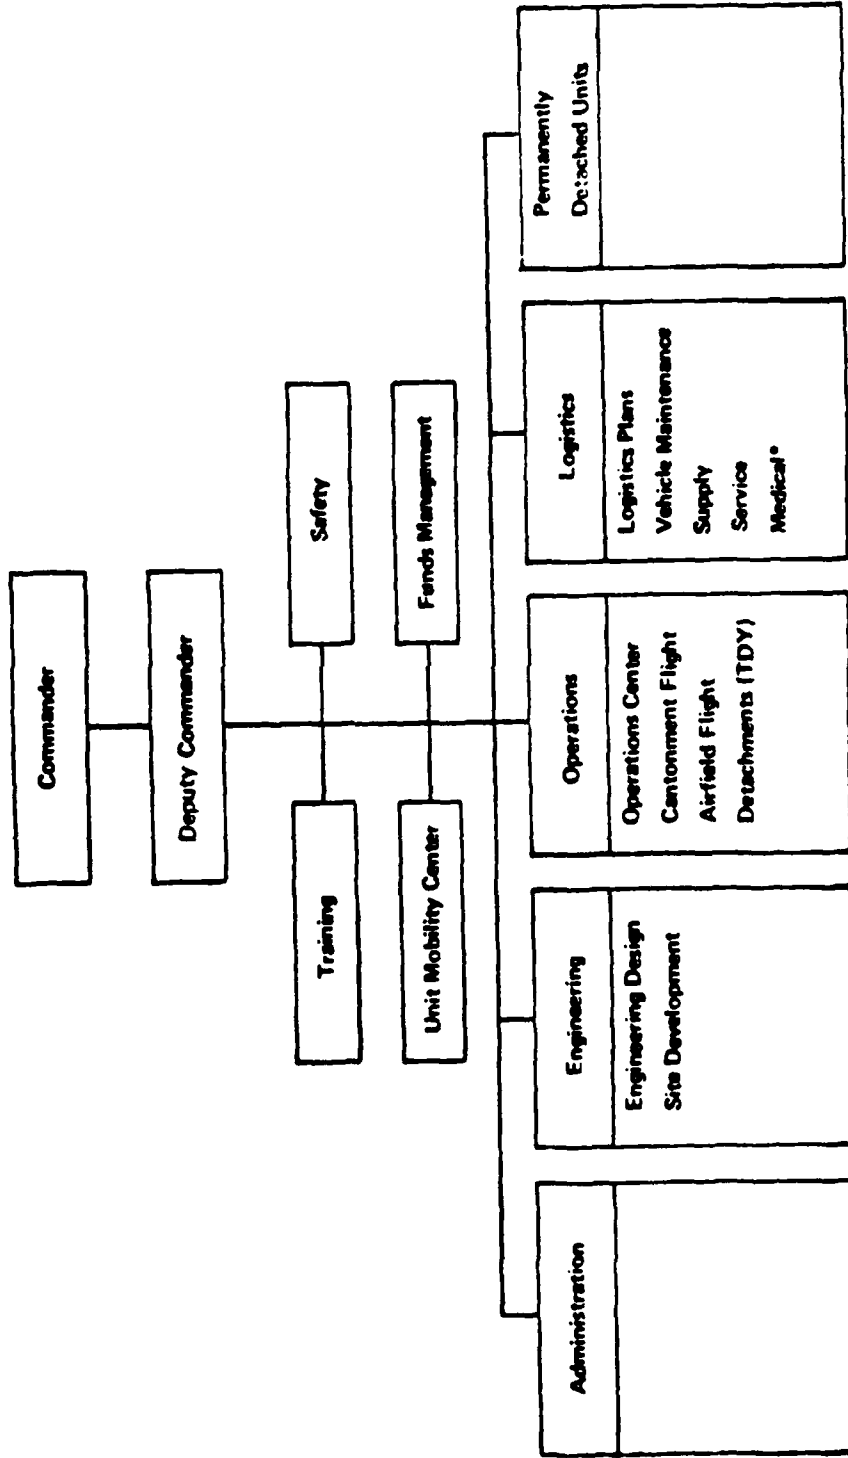 Commander
Deputy Commander
Training
Safety
Unit Mobility Center
Funds Management
Administration
Engineering
Engineering Design
Site Development
Operations
Operations Center
Cantonment Flight
Airfield Flight
Detachments (TDY)
Logistics
Logistics Plans
Vehicle Maintenance
Supply
Service
Medical*
Permanently
Detached Units